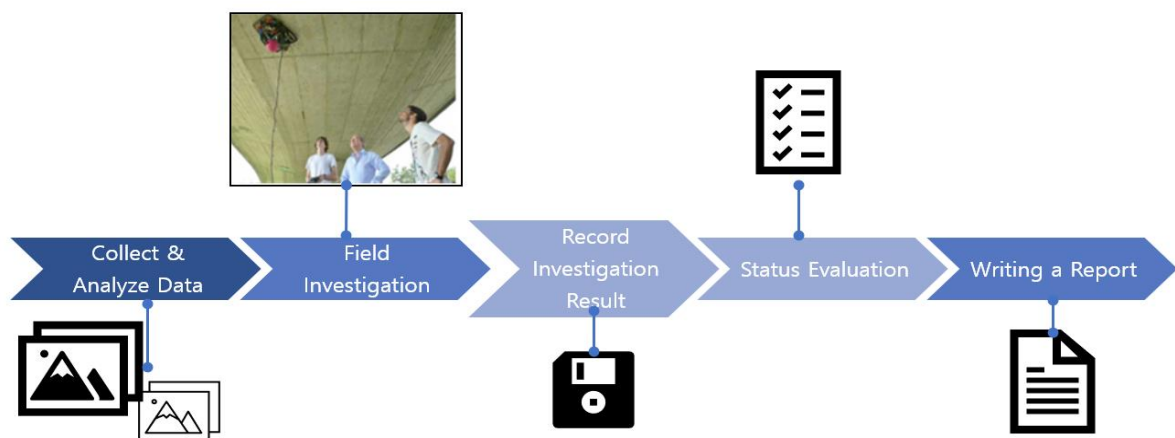 Collect &
Analyze Data
Field
Investigation
Record
Investigation
Result
Status Evaluation
Writing a Report